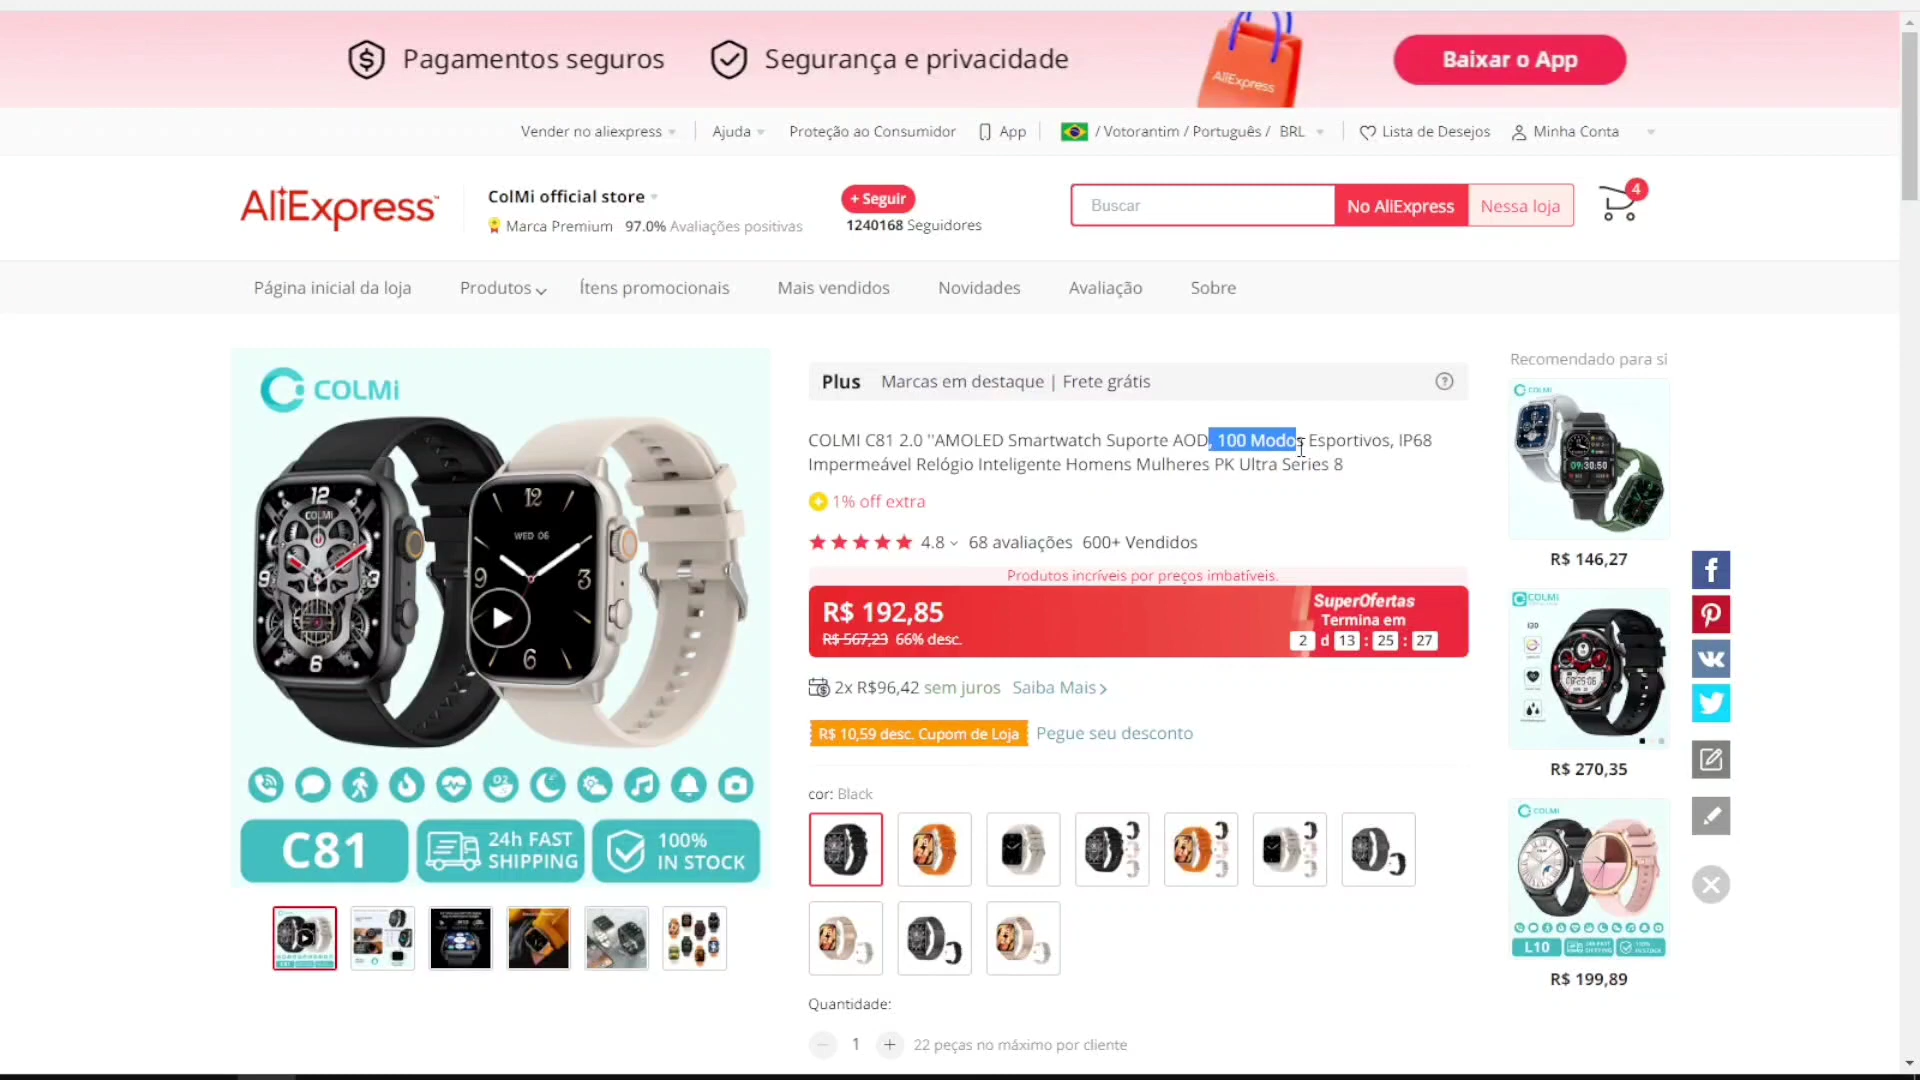 Pagamentos seguros
Segurança e privacidade
AliExpress
Baixar o App
Vender no aliexpress
Ajuda
Proteção ao Consumidor
App
/ Votorantim / Português / BRL
Lista de Desejos
Minha Conta
AliExpress
ColMi official store
Marca Premium 97.0% Avaliações positivas
+ Seguir
1240168 Seguidores
Buscar
No AliExpress
Nessa loja
4
Página inicial da loja
Produtos
Ítens promocionais
Mais vendidos
Novidades
Avaliação
Sobre
COLMi
C81
24h FAST
SHIPPING
100%
IN STOCK
Plus Marcas em destaque | Frete grátis
COLMI C81 2.0 "AMOLED Smartwatch Suporte AOD, 100 Modos Esportivos, IP68
Impermeável Relógio Inteligente Homens Mulheres PK Ultra Series 8
1% off extra
4.8 68 avaliações 600+ Vendidos
Produtos incríveis por preços imbatíveis.
R$ 192,85
R$ 567,23 66% desc.
SuperOfertas
Termina em
2 d 13 : 25 : 27
2x R$96,42 sem juros Saiba Mais
R$ 10,59 desc. Cupom de Loja Pegue seu desconto
cor: Black
Quantidade:
1
22 peças no máximo por cliente
Recomendado para si
R$ 146,27
R$ 270,35
L10
R$ 199,89